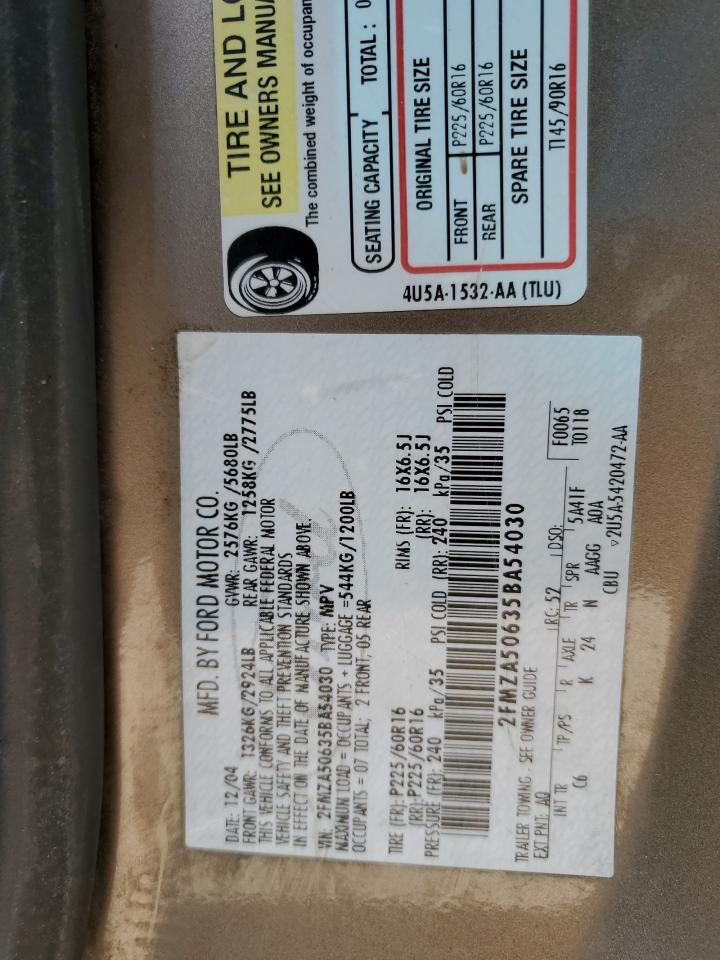 TIRE AND LO
SEE OWNERS MANUA
The combined weight of occupan
SEATING CAPACITY TOTAL : 0
ORIGINAL TIRE SIZE
FRONT P225/60R16
REAR P225/60R16
SPARE TIRE SIZE
T145/90R16
4U5A-1532-AA (TLU)
MFD. BY FORD MOTOR CO.
DATE: 12/04 GVWR: 2576KG /5680LB
FRONT GAWR: 1326KG/2924LB REAR GAWR: 1258KG /2775LB
THIS VEHICLE CONFORMS TO ALL APPLICABLE FEDERAL MOTOR
VEHICLE SAFETY AND THEFT PREVENTION STANDARDS
IN EFFECT ON THE DATE OF MANUFACTURE SHOWN ABOVE.
VIN: 2FMZA50635BA54030 TYPE: MPV
MAXIMUM LOAD = OCCUPANTS + LUGGAGE =544KG/1200LB
OCCUPANTS = 07 TOTAL; 2 FRONT, 05 REAR
TIRE (FR): P225/60R16 RIMS (FR): 16X6.5J
(RR): P225/60R16 (RR): 16X6.5J
PRESSURE (FR): 240 kPa/35 PSI COLD (RR): 240 kPa/35 PSI COLD
2FMZA50635BA54030
TRAILER TOWING - SEE OWNER GUIDE
EXT PNT: AQ RC: 52 DSO: F0065
INT TR TP/PS R AXLE TR SPR 5A41F T0118
C6 K 24 N AAGG A0A
CBU ▽2U5A-5420472-AA